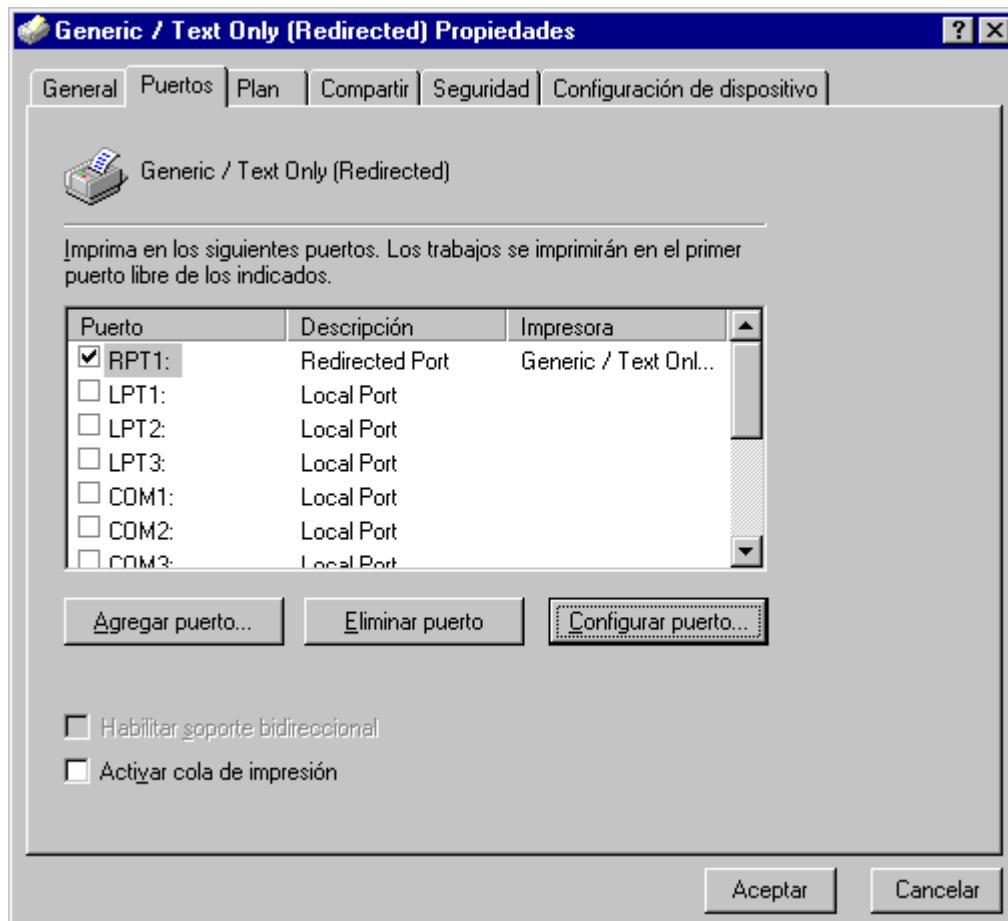 Generic / Text Only (Redirected) Propiedades
General Puertos Plan Compartir Seguridad Configuración de dispositivo
Generic / Text Only (Redirected)
Imprima en los siguientes puertos. Los trabajos se imprimirán en el primer
puerto libre de los indicados.
Puerto Descripción Impresora
RPT1: Redirected Port Generic / Text Onl...
LPT1: Local Port
LPT2: Local Port
LPT3: Local Port
COM1: Local Port
COM2: Local Port
COM3: Local Port
Agregar puerto... Eliminar puerto Configurar puerto...
Habilitar soporte bidireccional
Activar cola de impresión
Aceptar Cancelar